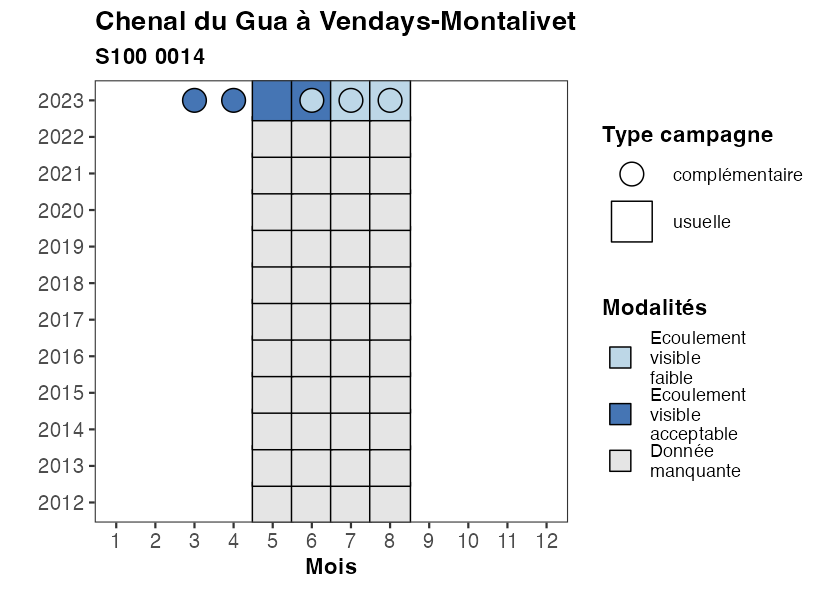 Chenal du Gua à Vendays-Montalivet
S100 0014
2023
2022
2021
2020
2019
2018
2017
2016
2015
2014
2013
2012
1 2 3 4 5 6 7 8 9 10 11 12
Mois
Type campagne
complémentaire
usuelle
Modalités
Ecoulement
visible
faible
Ecoulement
visible
acceptable
Donnée
manquante